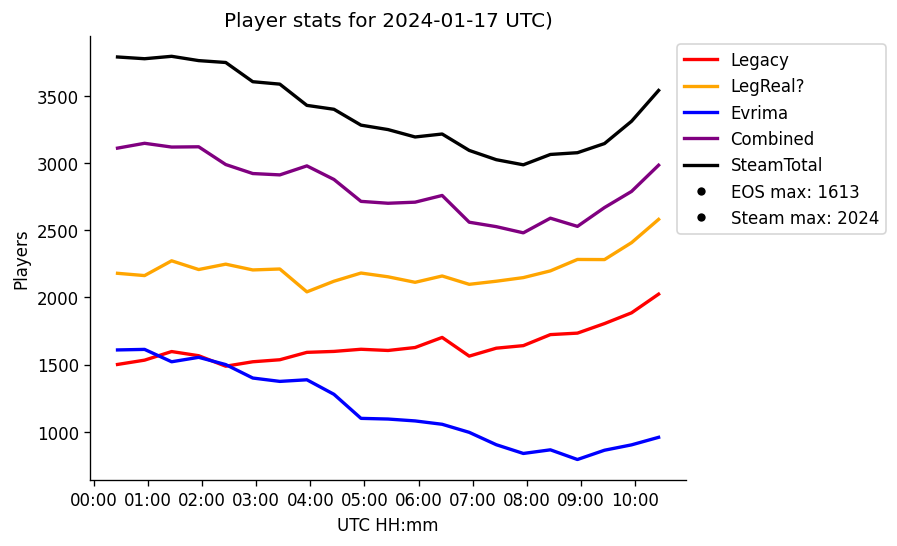 Player stats for 2024-01-17 UTC)
Legacy
LegReal?
Evrima
Combined
SteamTotal
EOS max: 1613
Steam max: 2024
Players
3500
3000
2500
2000
1500
1000
00:00 01:00 02:00 03:00 04:00 05:00 06:00 07:00 08:00 09:00 10:00
UTC HH:mm